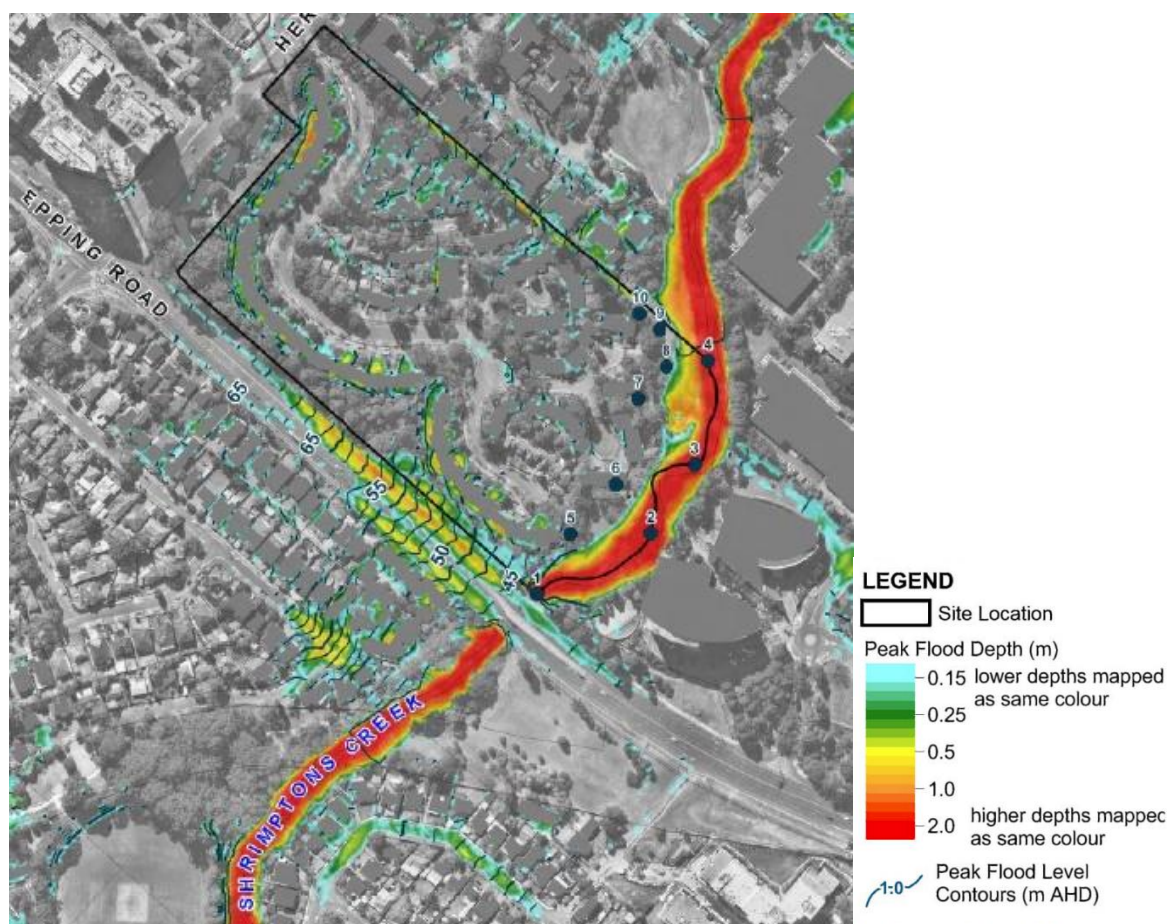 HER
EPPING ROAD
65
65
55
50
45
10
9
8
4
7
3
6
5
2
1
SHRIMPTONS CREEK
LEGEND
Site Location
Peak Flood Depth (m)
0.15 lower depths mapped
as same colour
0.25
0.5
1.0
2.0 higher depths mapped
as same colour
1.0 Peak Flood Level
Contours (m AHD)